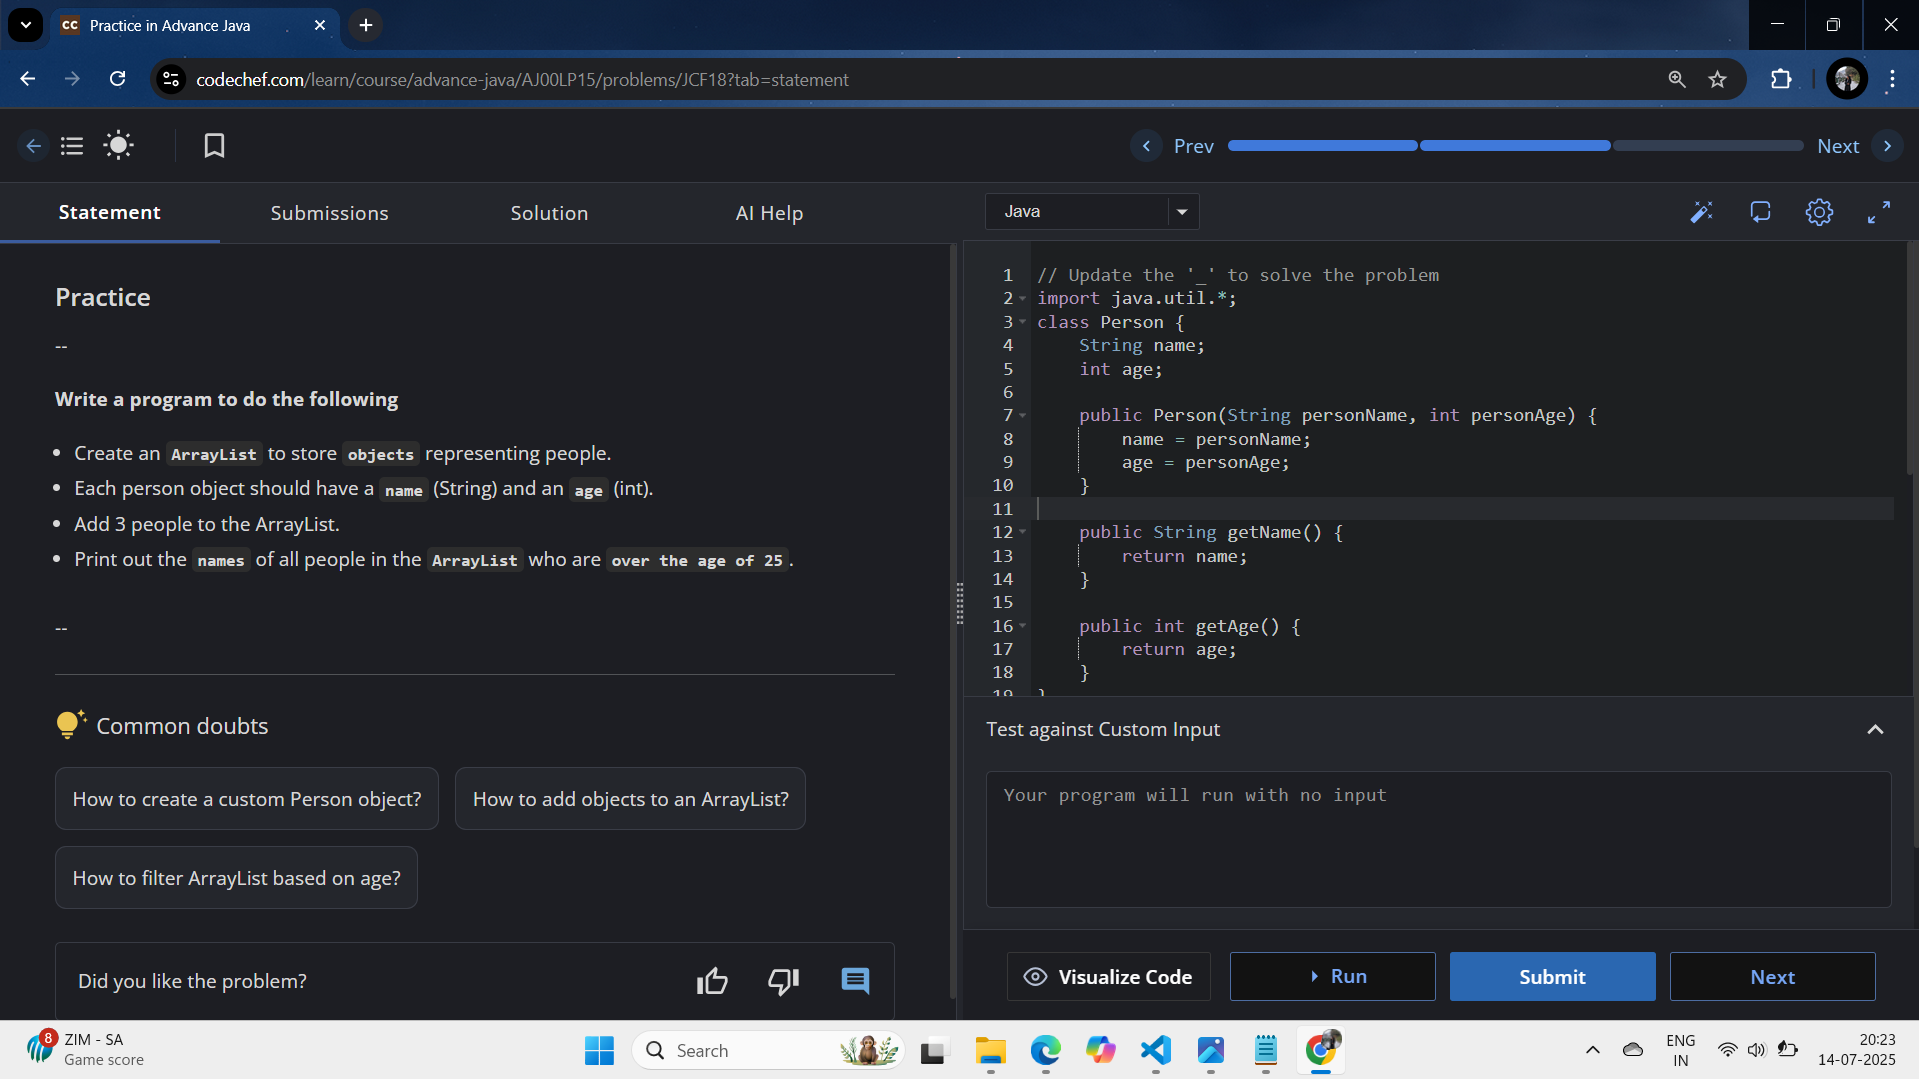 CC Practice in Advance Java
codechef.com/learn/course/advance-java/AJ00LP15/problems/JCF18?tab=statement
Prev
Next
Statement
Submissions
Solution
AI Help
Java
Practice
--
Write a program to do the following
• Create an ArrayList to store objects representing people.
• Each person object should have a name (String) and an age (int).
• Add 3 people to the ArrayList.
• Print out the names of all people in the ArrayList who are over the age of 25.
--
Common doubts
How to create a custom Person object?
How to add objects to an ArrayList?
How to filter ArrayList based on age?
Did you like the problem?
1 // Update the '_' to solve the problem
2 import java.util.*;
3 class Person {
4 String name;
5 int age;
6
7 public Person(String personName, int personAge) {
8 name = personName;
9 age = personAge;
10 }
11
12 public String getName() {
13 return name;
14 }
15
16 public int getAge() {
17 return age;
18 }
19 }
Test against Custom Input
Your program will run with no input
Visualize Code
Run
Submit
Next
8
ZIM - SA
Game score
Search
ENG
IN
20:23
14-07-2025